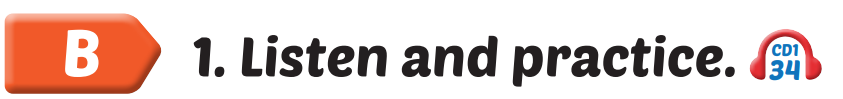 B 1. Listen and practice. CD1
34